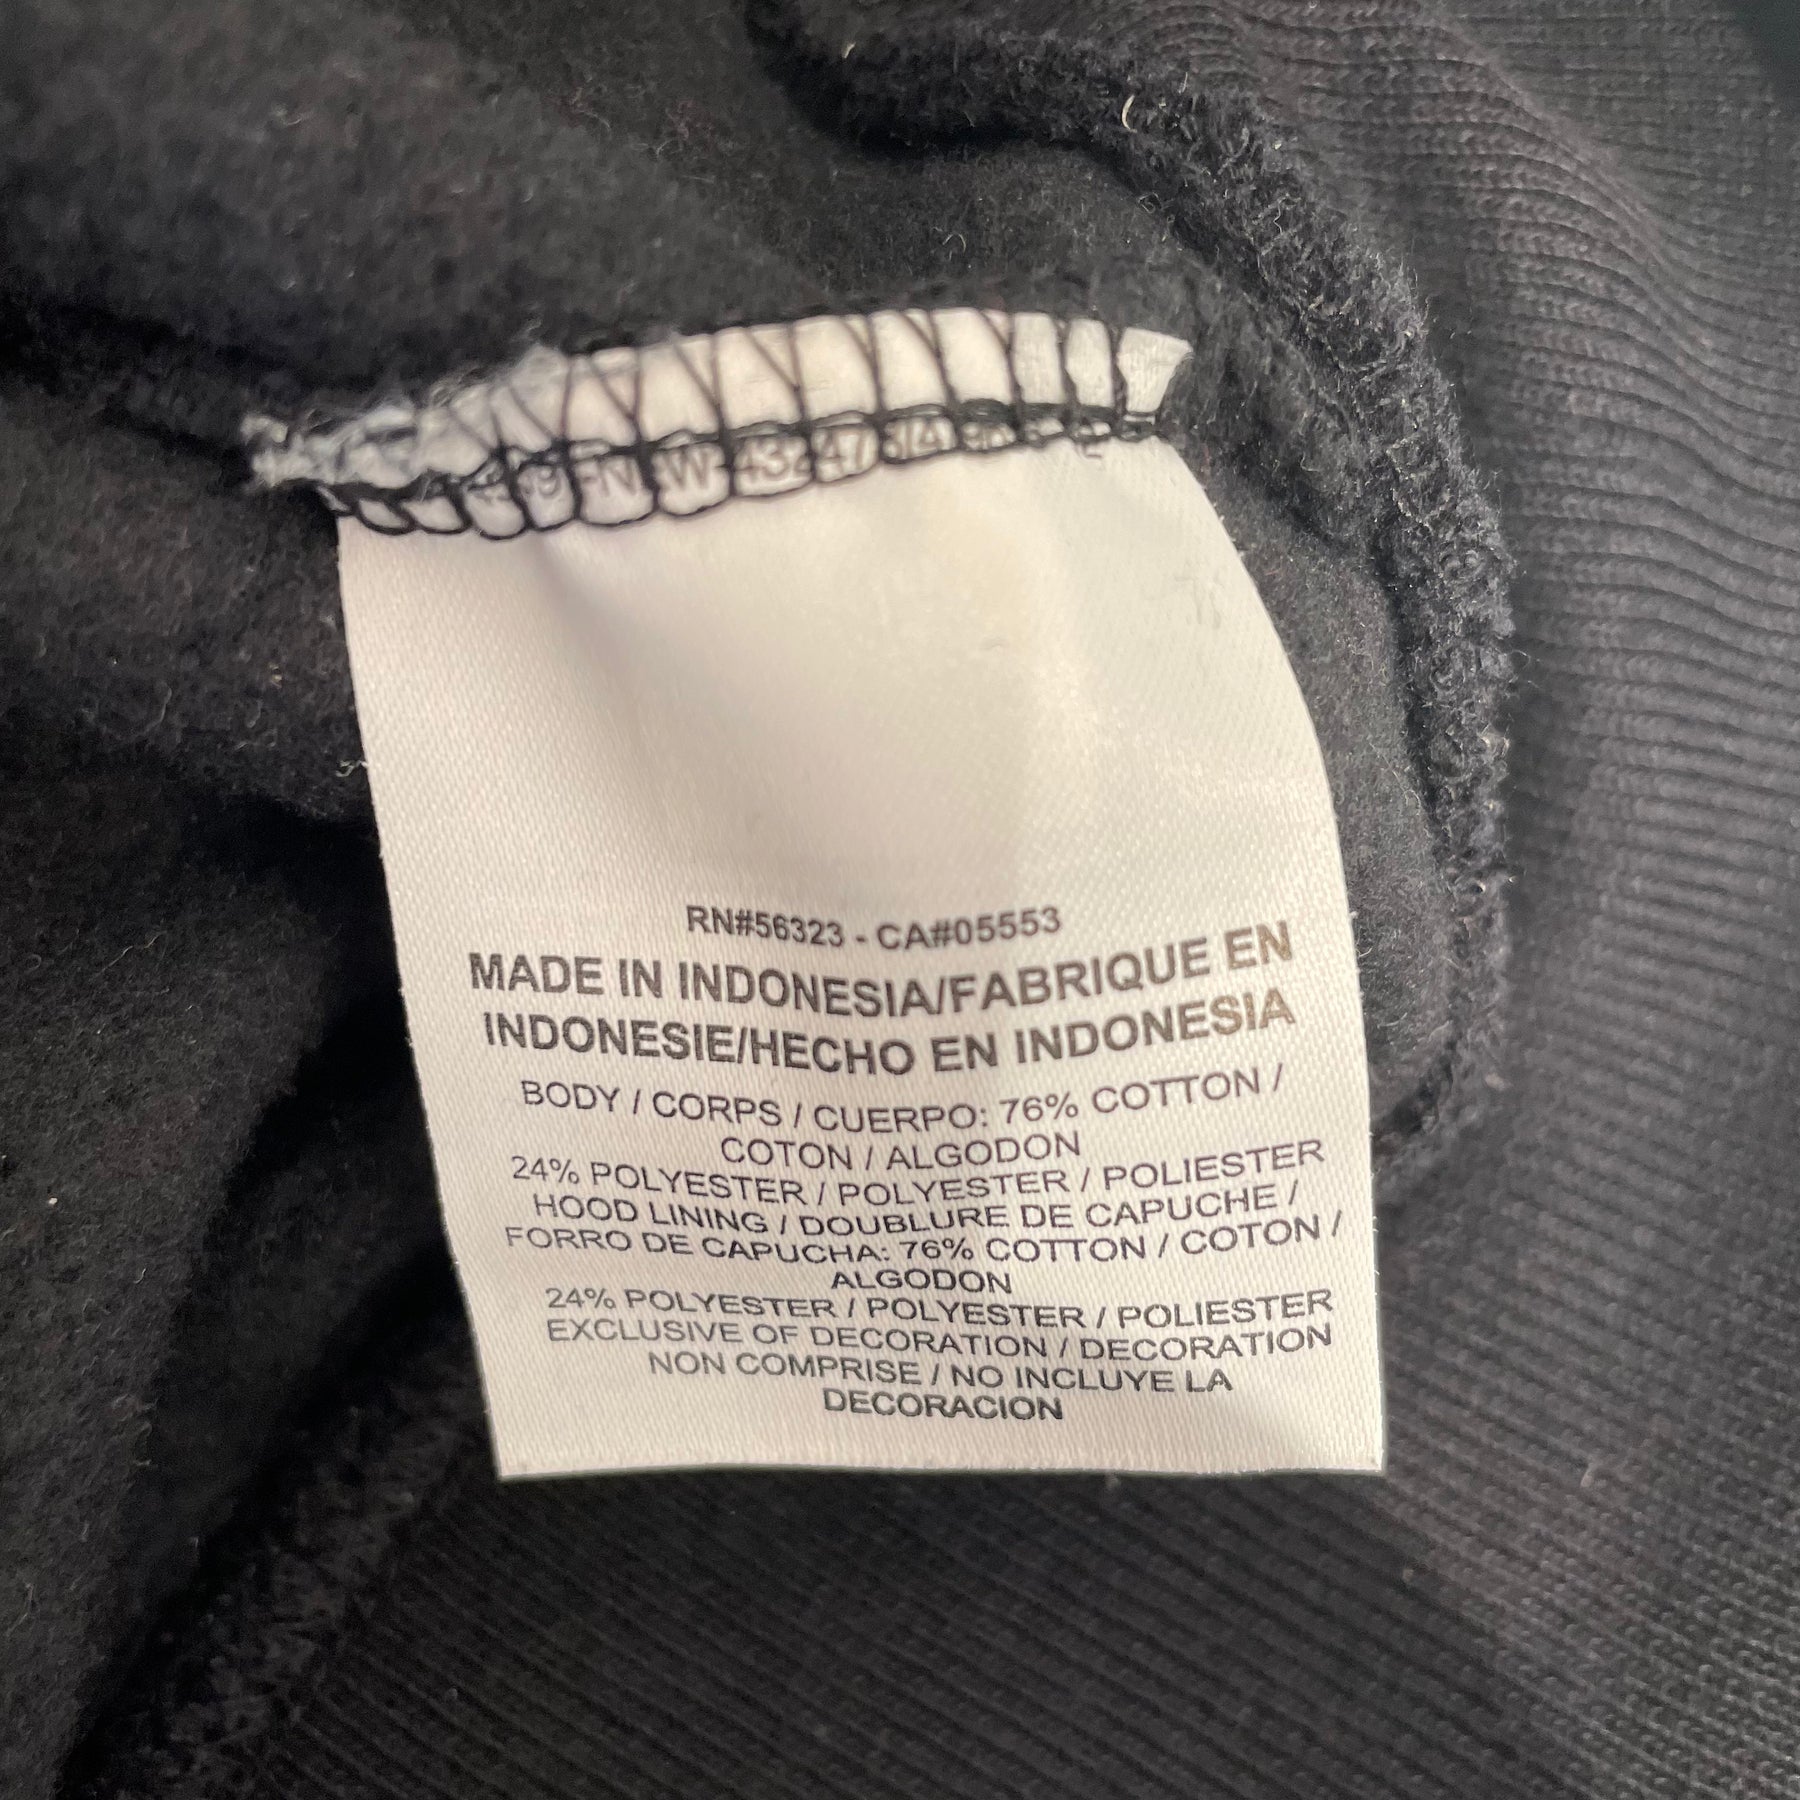 RN#56323 - CA#05553
MADE IN INDONESIA/FABRIQUE EN
INDONESIE/HECHO EN INDONESIA
BODY / CORPS / CUERPO: 76% COTTON /
COTON / ALGODON
24% POLYESTER / POLYESTER / POLIESTER
HOOD LINING / DOUBLURE DE CAPUCHE /
FORRO DE CAPUCHA: 76% COTTON / COTON /
ALGODON
24% POLYESTER / POLYESTER / POLIESTER
EXCLUSIVE OF DECORATION / DECORATION
NON COMPRISE / NO INCLUYE LA
DECORACION